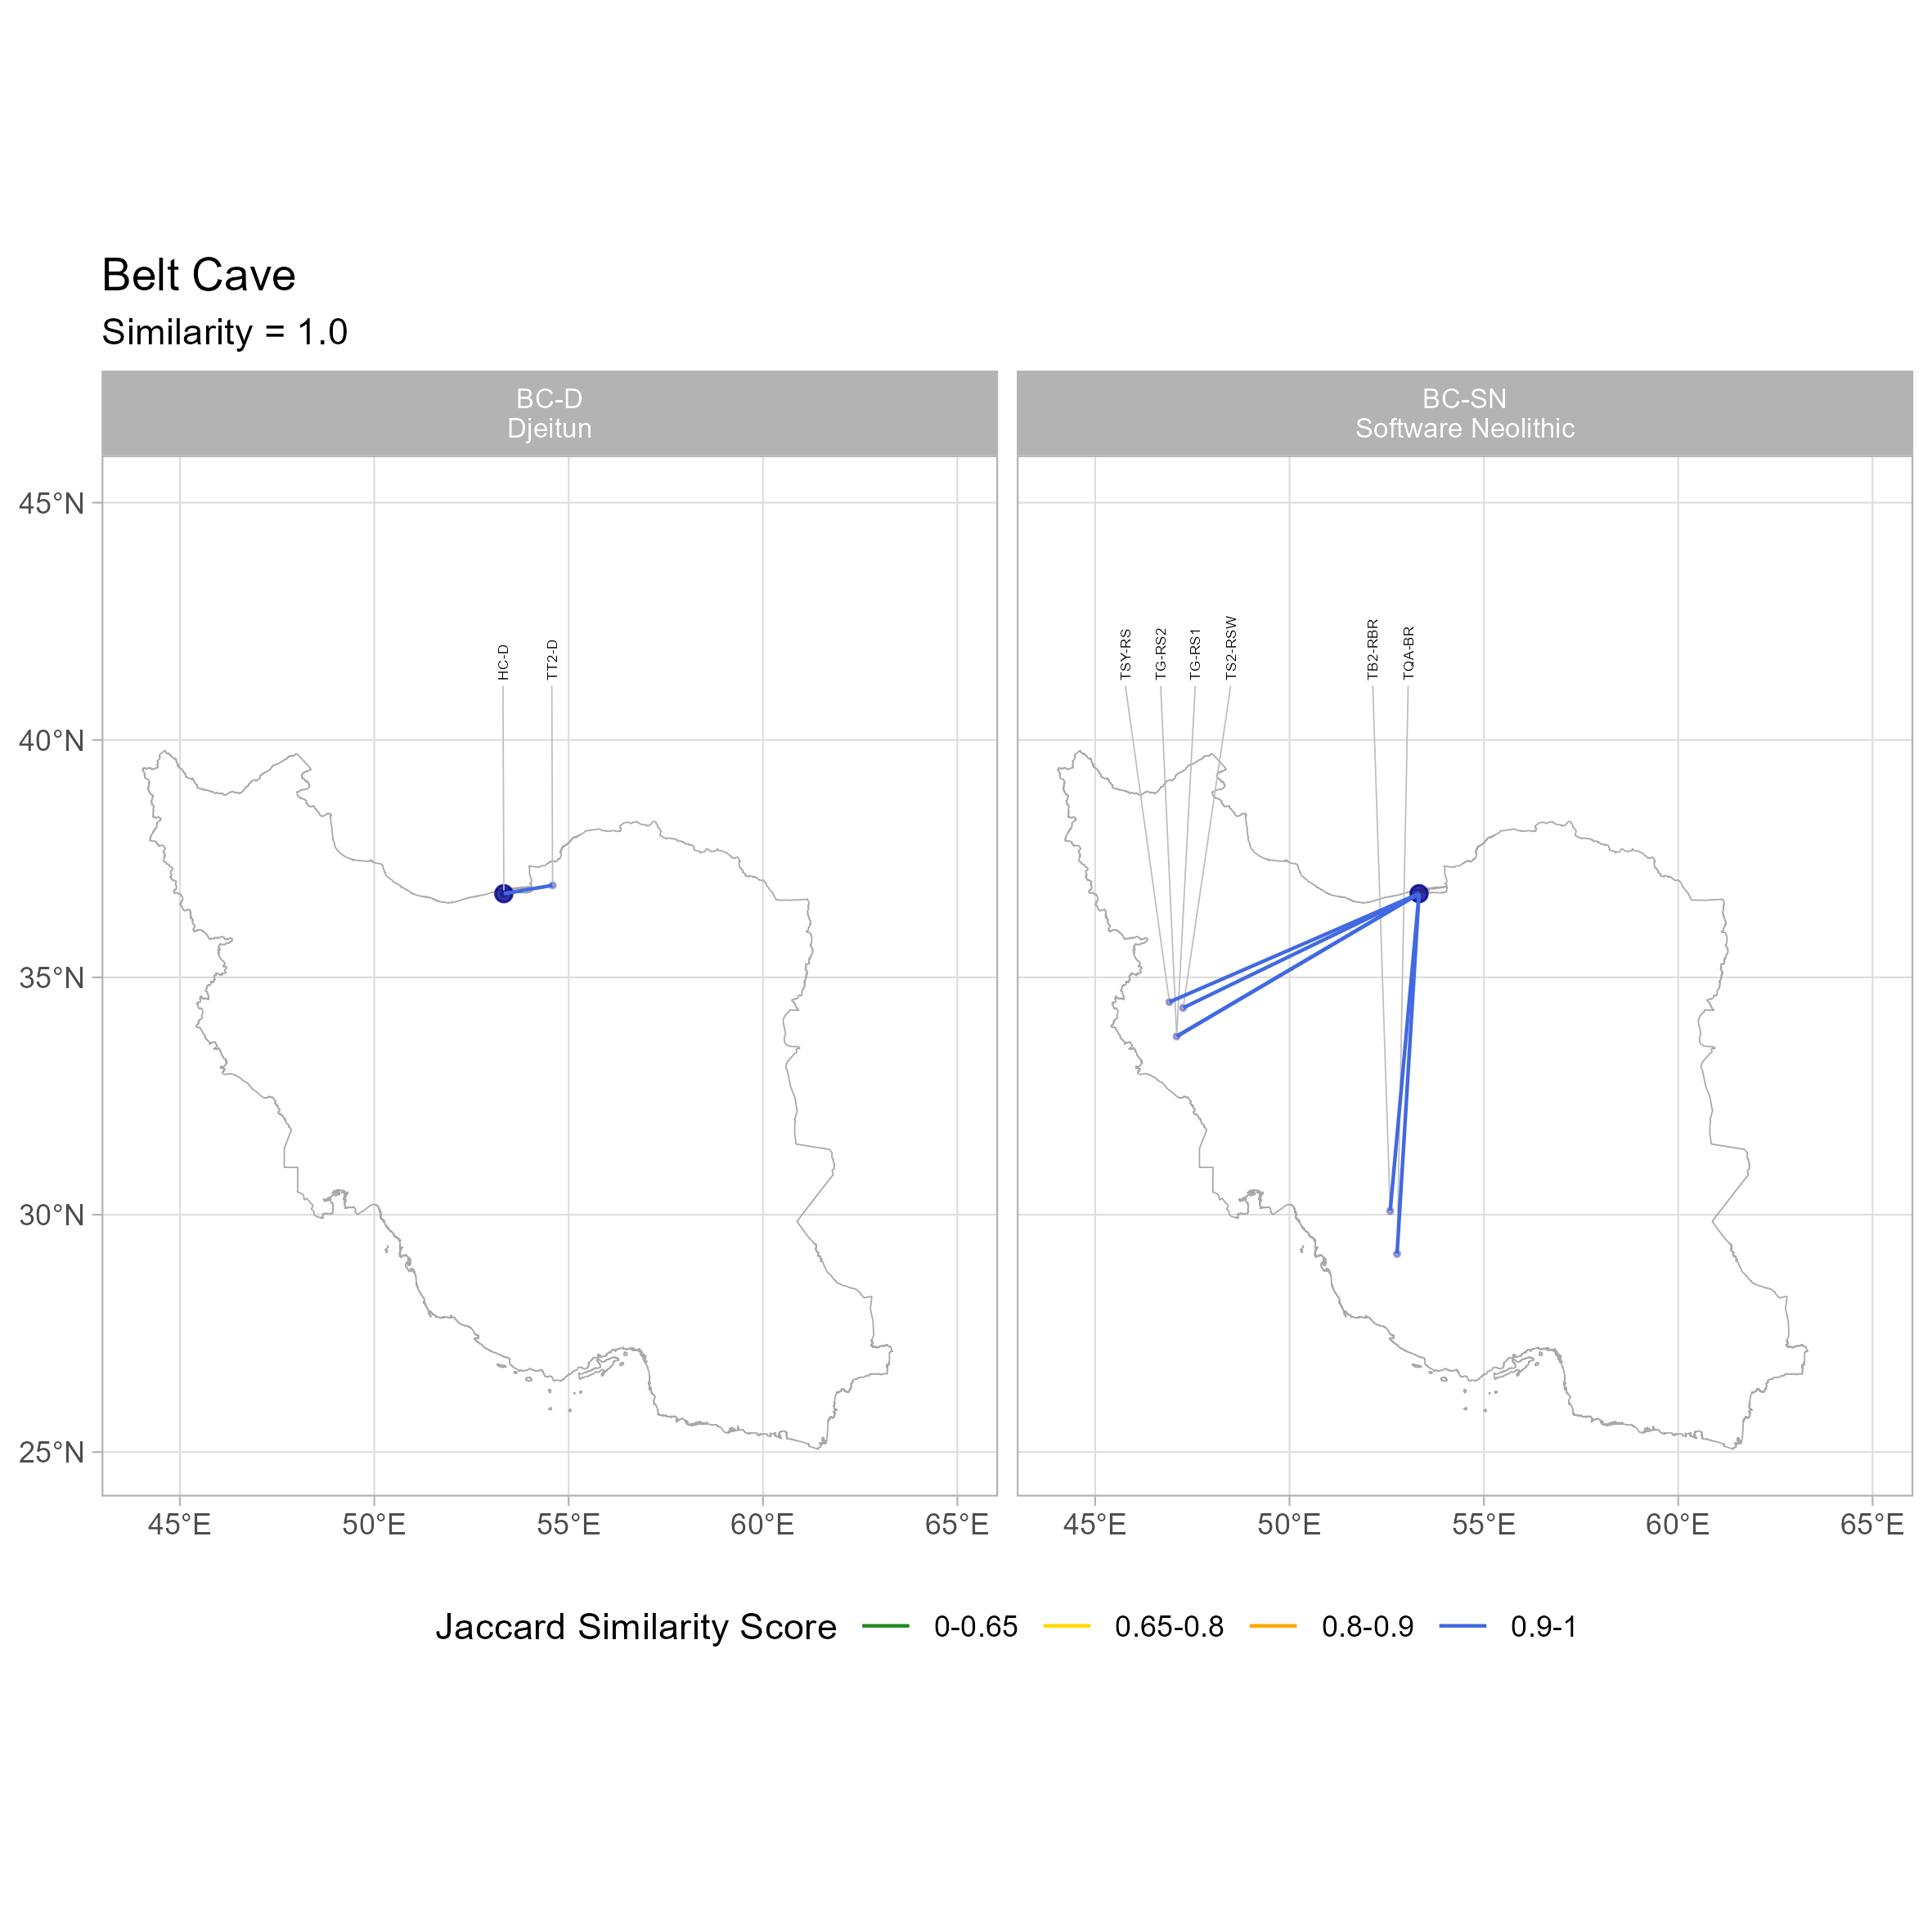 Belt Cave
Similarity = 1.0
BC-D
Djeitun
BC-SN
Software Neolithic
HC-D
TT2-D
TSY-RS
TG-RS2
TG-RS1
TS2-RSW
TB2-RBR
TQA-BR
45°N
40°N
35°N
30°N
25°N
45°E 50°E 55°E 60°E 65°E
45°E 50°E 55°E 60°E 65°E
Jaccard Similarity Score 0-0.65 0.65-0.8 0.8-0.9 0.9-1